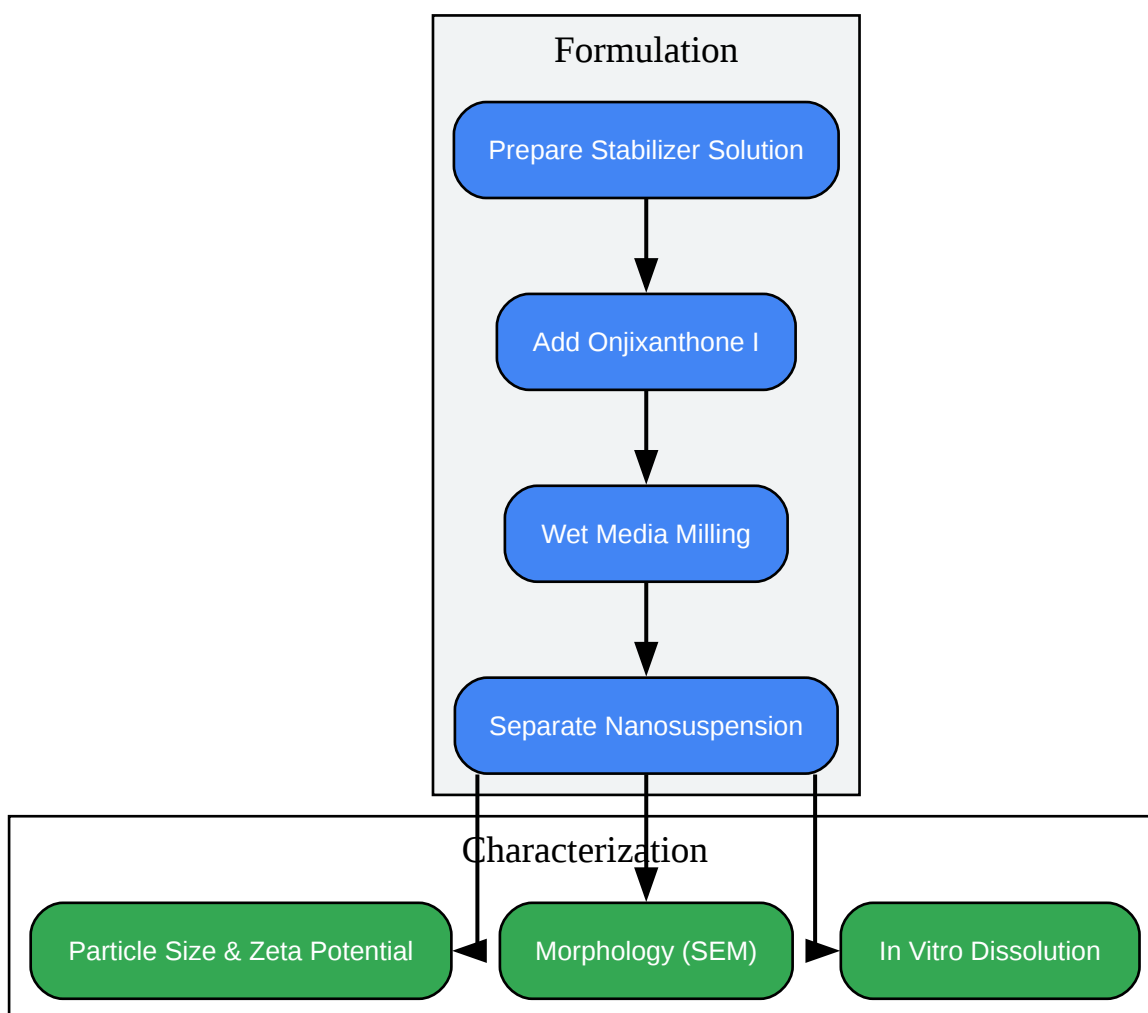 Formulation
Prepare Stabilizer Solution
Add Onjixanthone I
Wet Media Milling
Separate Nanosuspension
Characterization
Particle Size & Zeta Potential
Morphology (SEM)
In Vitro Dissolution